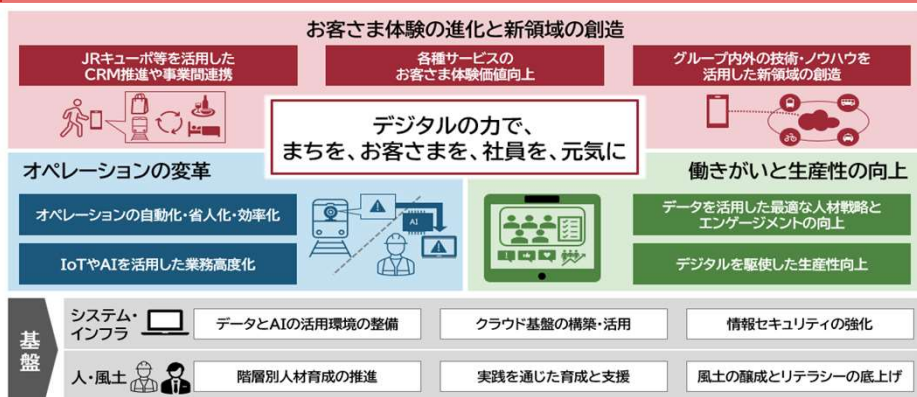 お客さま体験の進化と新領域の創造
JRキューポ等を活用した
CRM推進や事業間連携
各種サービスの
お客さま体験価値向上
グループ内外の技術・ノウハウを
活用した新領域の創造
デジタルの力で、
まちを、お客さまを、社員を、元気に
オペレーションの変革
オペレーションの自動化・省人化・効率化
IoTやAIを活用した業務高度化
AI
働きがいと生産性の向上
データを活用した最適な人材戦略と
エンゲージメントの向上
デジタルを駆使した生産性向上
基盤
システム・
インフラ
データとAIの活用環境の整備
クラウド基盤の構築・活用
情報セキュリティの強化
人・風土
階層別人材育成の推進
実践を通じた育成と支援
風土の醸成とリテラシーの底上げ